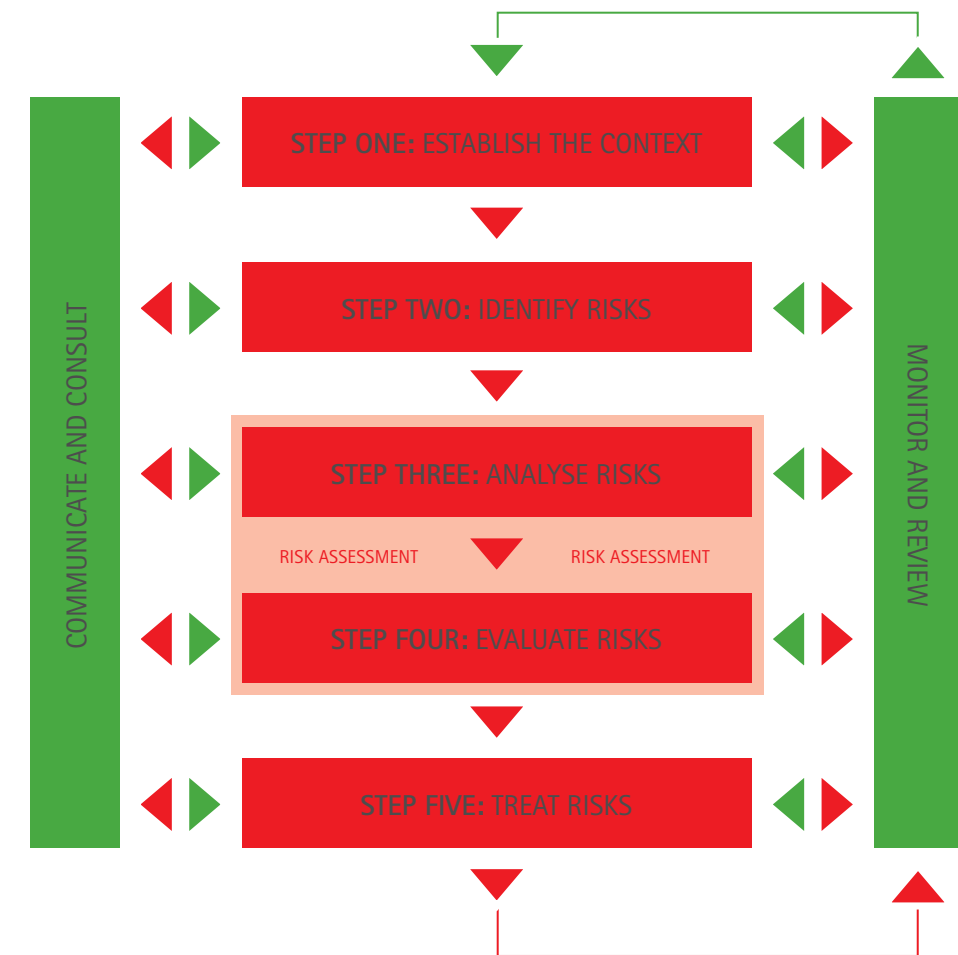 STEP ONE: ESTABLISH THE CONTEXT
STEP TWO: IDENTIFY RISKS
COMMUNICATE AND CONSULT
MONITOR AND REVIEW
STEP THREE: ANALYSE RISKS
RISK ASSESSMENT
RISK ASSESSMENT
STEP FOUR: EVALUATE RISKS
STEP FIVE: TREAT RISKS